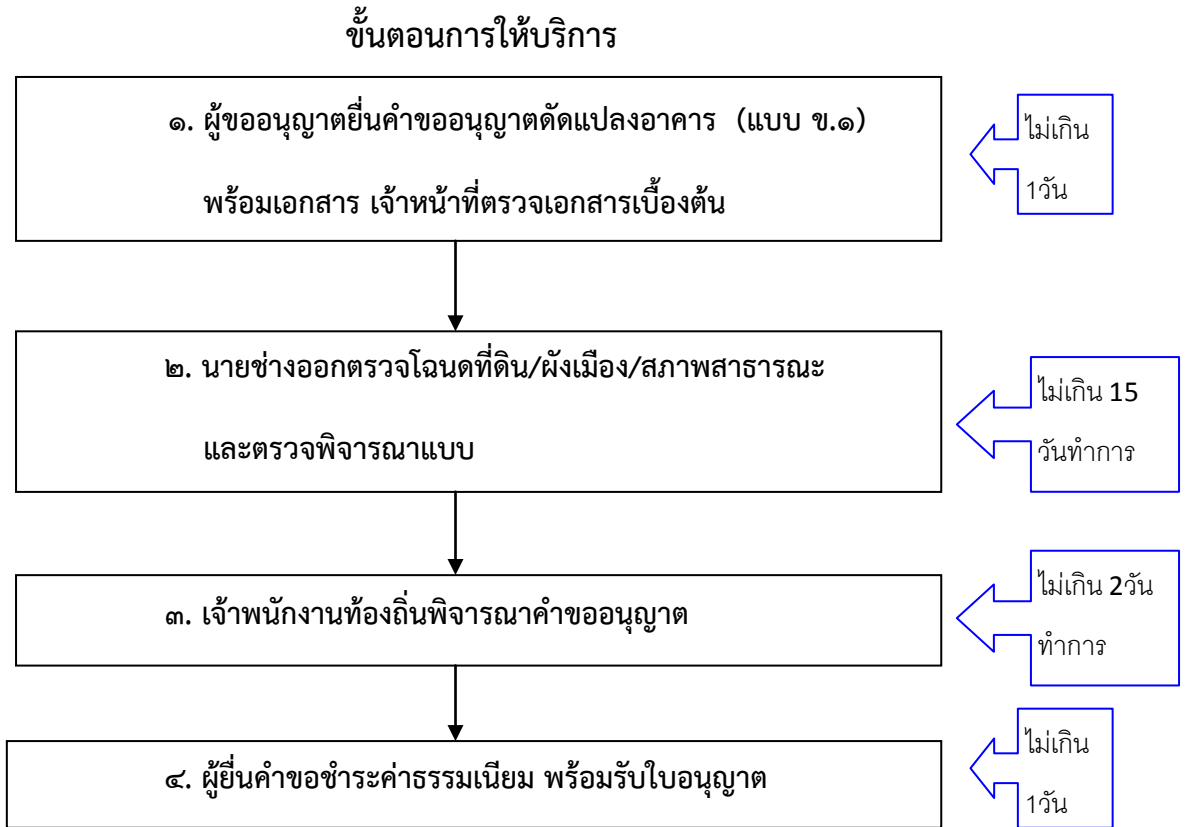 ขั้นตอนการให้บริการ
๑. ผู้ขออนุญาตยื่นคำขออนุญาตดัดแปลงอาคาร (แบบ ข.๑)
พร้อมเอกสาร เจ้าหน้าที่ตรวจเอกสารเบื้องต้น
ไม่เกิน
1วัน
๒. นายช่างออกตรวจโฉนดที่ดิน/ผังเมือง/สภาพสาธารณะ
และตรวจพิจารณาแบบ
ไม่เกิน 15
วันทำการ
๓. เจ้าพนักงานท้องถิ่นพิจารณาคำขออนุญาต
ไม่เกิน 2วัน
ทำการ
๔. ผู้ยื่นคำขอชำระค่าธรรมเนียม พร้อมรับใบอนุญาต
ไม่เกิน
1วัน